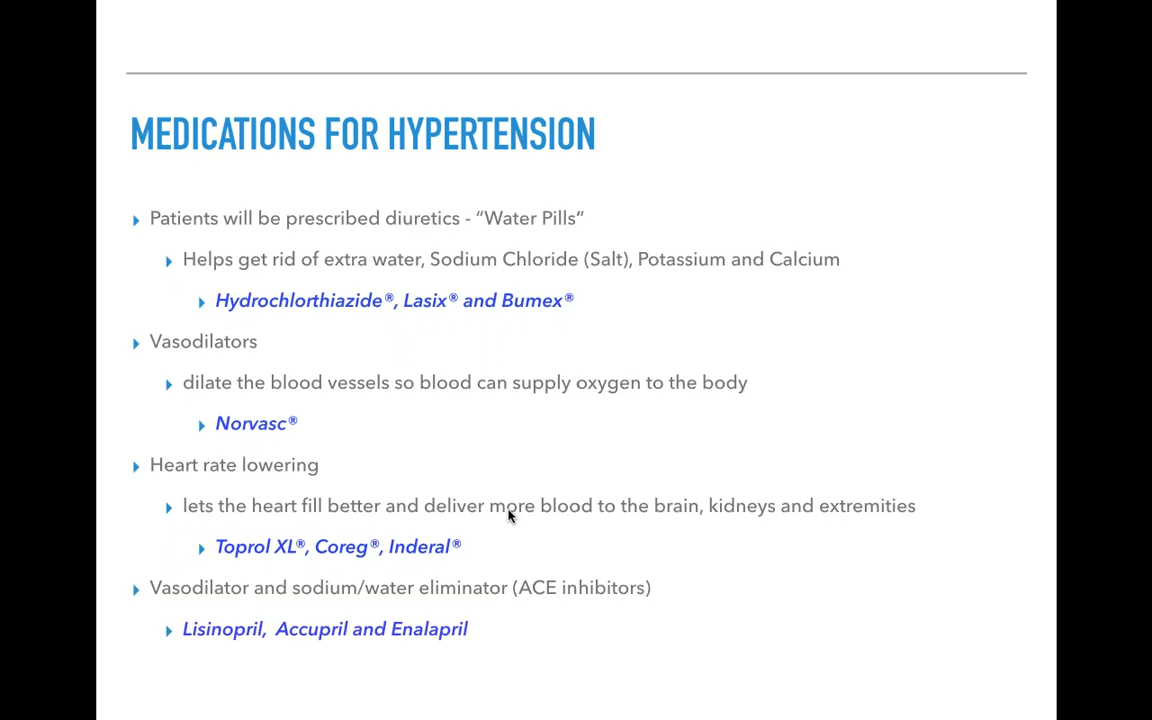 MEDICATIONS FOR HYPERTENSION
Patients will be prescribed diuretics - “Water Pills”
Helps get rid of extra water, Sodium Chloride (Salt), Potassium and Calcium
Hydrochlorthiazide®, Lasix® and Bumex®
Vasodilators
dilate the blood vessels so blood can supply oxygen to the body
Norvasc®
Heart rate lowering
lets the heart fill better and deliver more blood to the brain, kidneys and extremities
Toprol XL®, Coreg®, Inderal®
Vasodilator and sodium/water eliminator (ACE inhibitors)
Lisinopril, Accupril and Enalapril